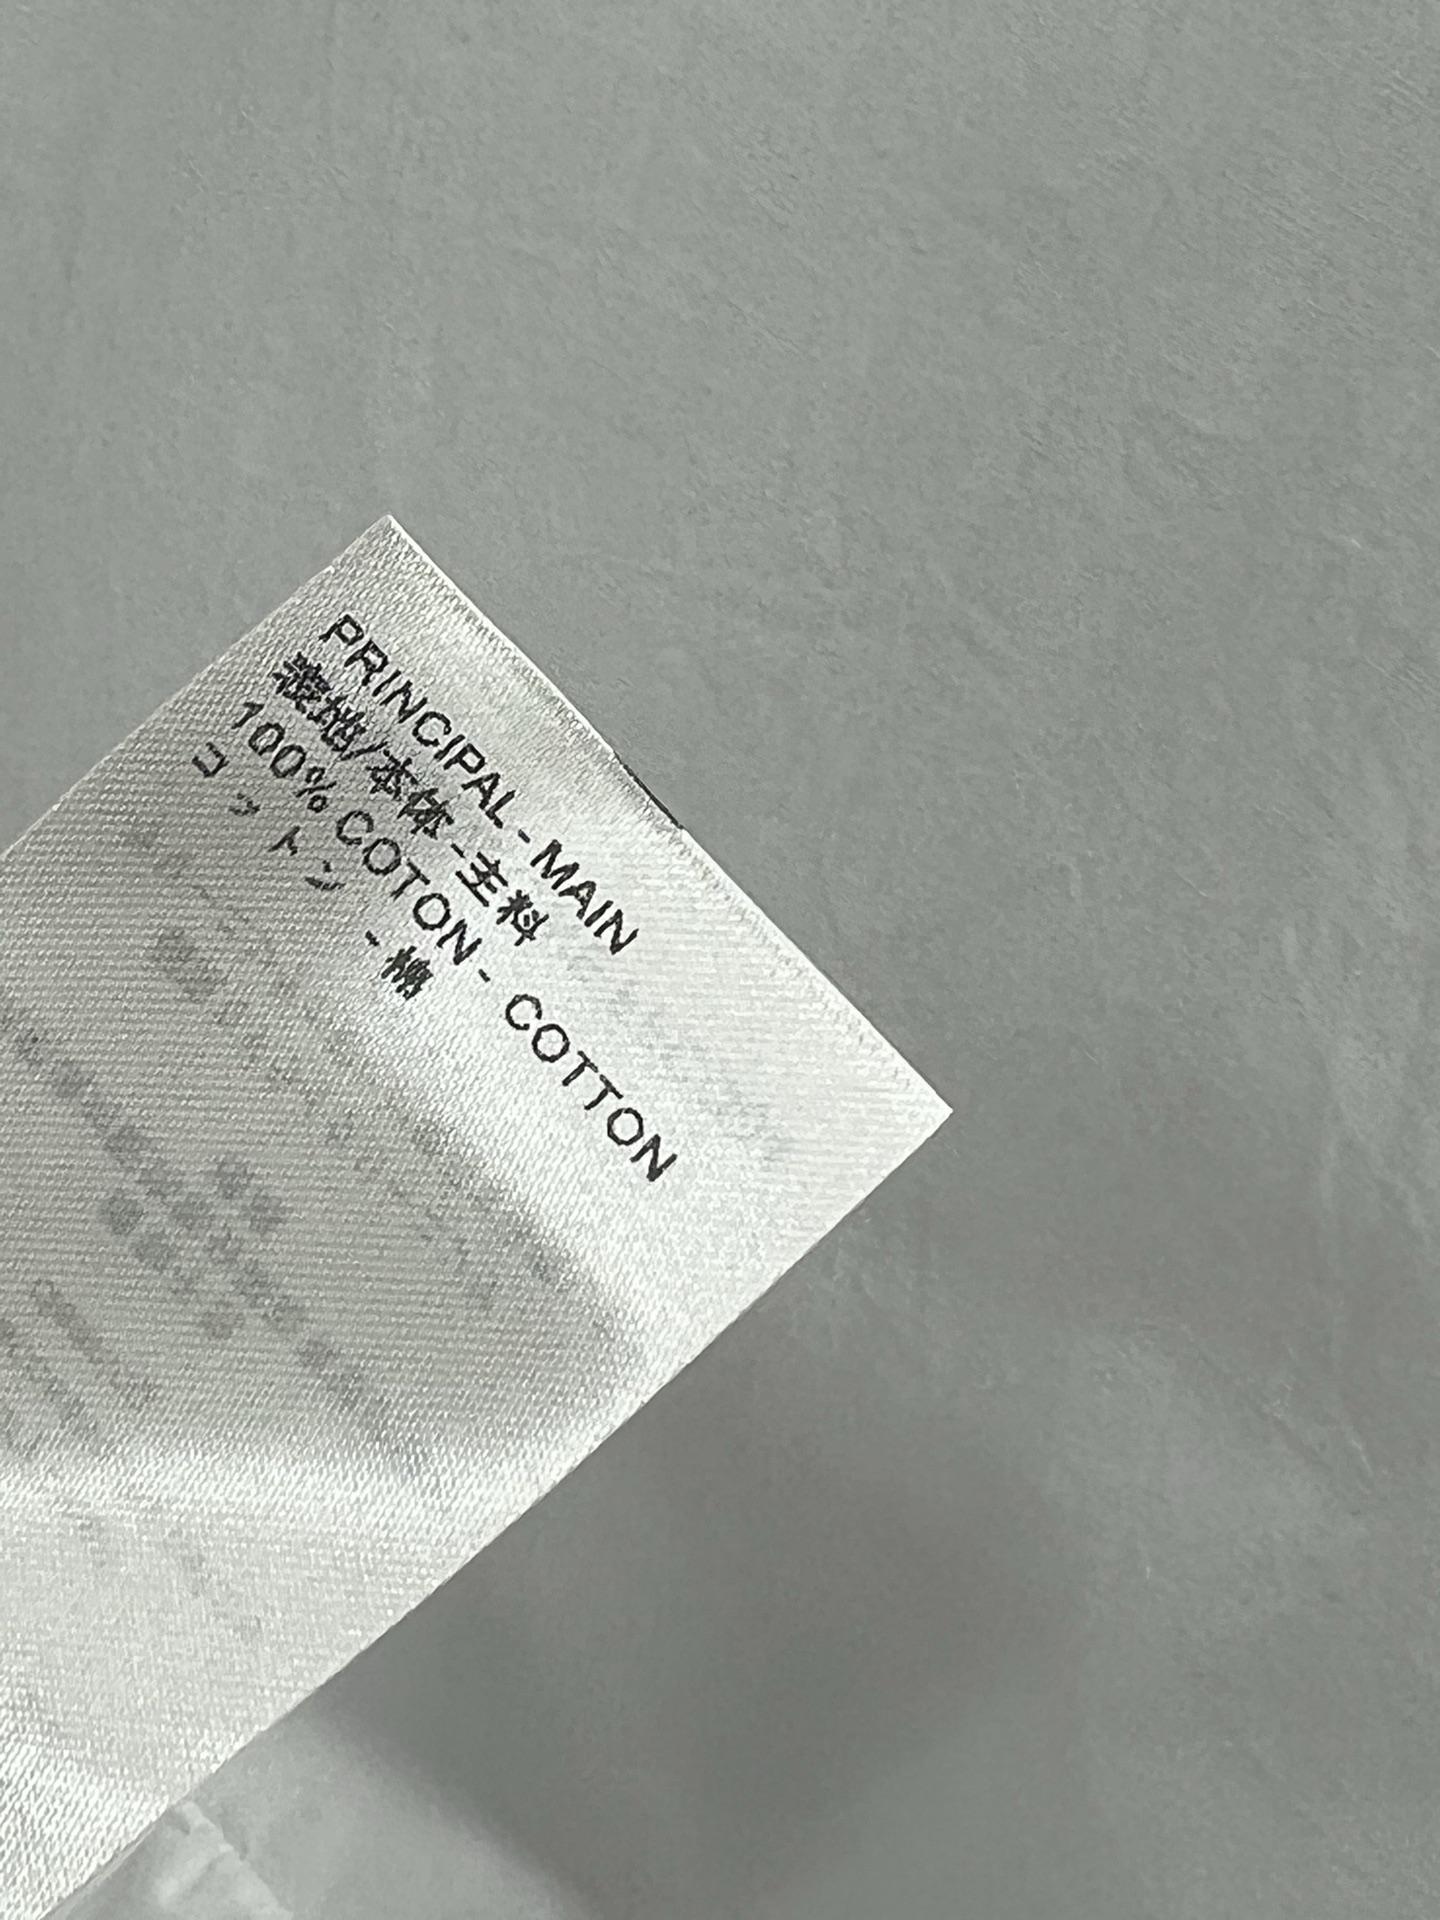 PRINCIPAL - MAIN
表地/本体 - 主料
100% COTON - COTTON
コットン - 棉